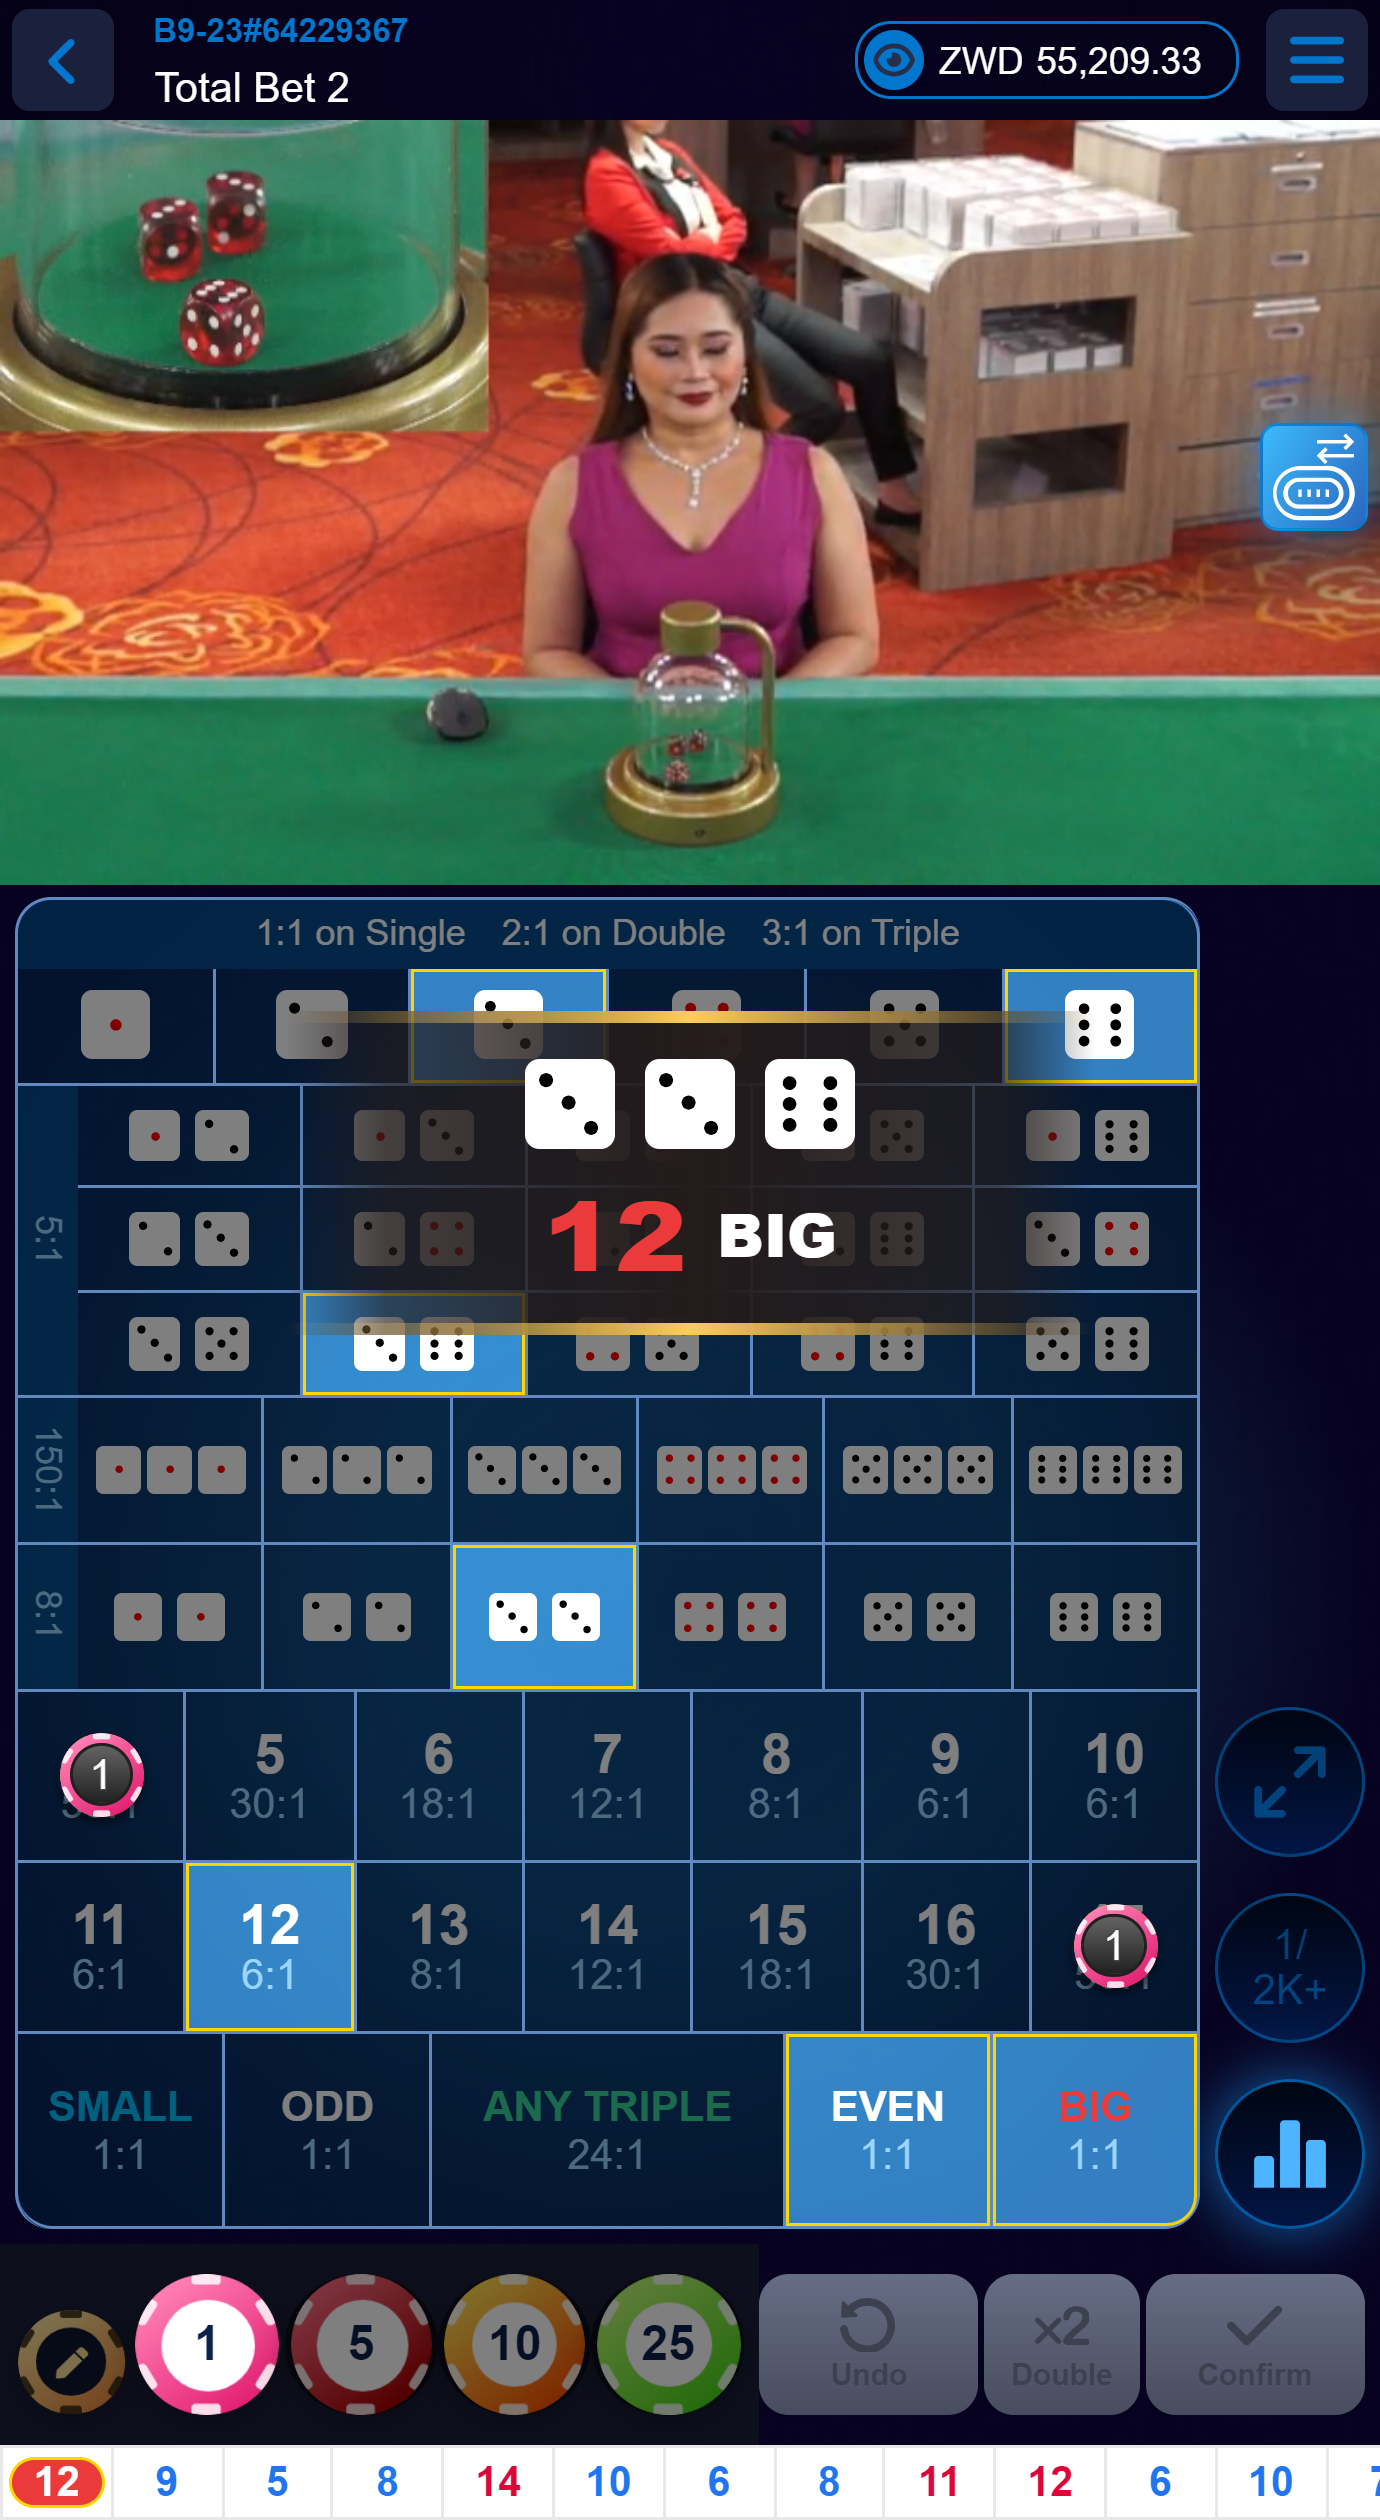 B9-23#64229367
Total Bet 2
ZWD 55,209.33
1:1 on Single 2:1 on Double 3:1 on Triple
12 BIG
5:1
150:1
8:1
1
5 6 7 8 9 10
30:1 18:1 12:1 8:1 6:1 6:1
11 12 13 14 15 16
1
6:1 6:1 8:1 12:1 18:1 30:1
SMALL ODD ANY TRIPLE EVEN BIG
1:1 1:1 24:1 1:1 1:1
1/
2K+
1 5 10 25
x2
Undo Double Confirm
12 9 5 8 14 10 6 8 11 12 6 10